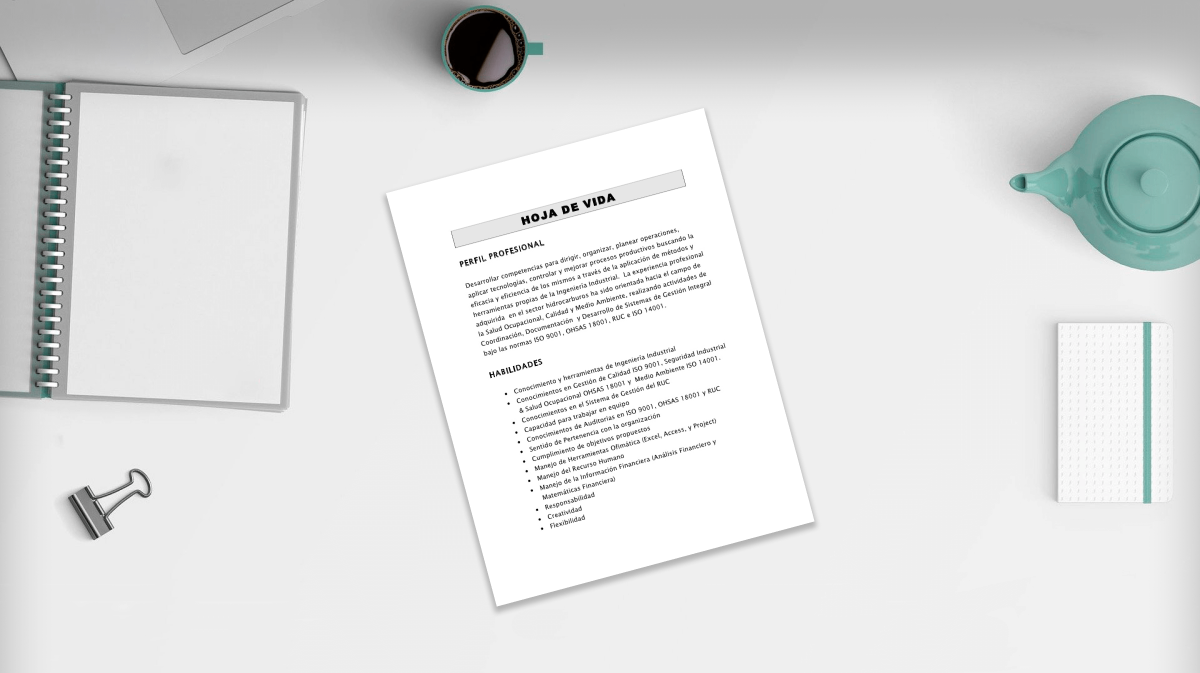 HOJA DE VIDA
PERFIL PROFESIONAL
Desarrollar competencias para dirigir, organizar, planear operaciones,
aplicar tecnologías, controlar y mejorar procesos productivos buscando la
eficacia y eficiencia de los mismos a través de la aplicación de métodos y
herramientas propias de la Ingeniería Industrial. La experiencia profesional
adquirida en el sector hidrocarburos ha sido orientada hacia el campo de
la Salud Ocupacional, Calidad y Medio Ambiente, realizando actividades de
Coordinación, Documentación y Desarrollo de Sistemas de Gestión Integral
bajo las normas ISO 9001, OHSAS 18001, RUC e ISO 14001.
HABILIDADES
• Conocimiento y herramientas de Ingeniería Industrial
• Conocimientos en Gestión de Calidad ISO 9001, Seguridad Industrial
& Salud Ocupacional OHSAS 18001 y Medio Ambiente ISO 14001.
• Conocimientos en el Sistema de Gestión del RUC
• Capacidad para trabajar en equipo
• Conocimientos de Auditorias en ISO 9001, OHSAS 18001 y RUC
• Sentido de Pertenencia con la organización
• Cumplimiento de objetivos propuestos
• Manejo de Herramientas Ofimática (Excel, Access, y Project)
• Manejo del Recurso Humano
• Manejo de la Información Financiera (Análisis Financiero y
Matemáticas Financiera)
• Responsabilidad
• Creatividad
• Flexibilidad